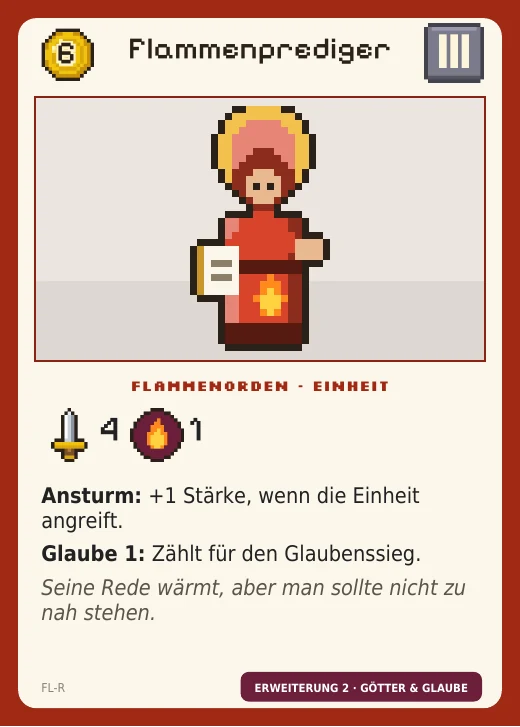 6 Flammenprediger III
FLAMMENORDEN - EINHEIT
4 1
Ansturm: +1 Stärke, wenn die Einheit
angreift.
Glaube 1: Zählt für den Glaubenssieg.
Seine Rede wärmt, aber man sollte nicht zu
nah stehen.
FL-R ERWEITERUNG 2 · GÖTTER & GLAUBE